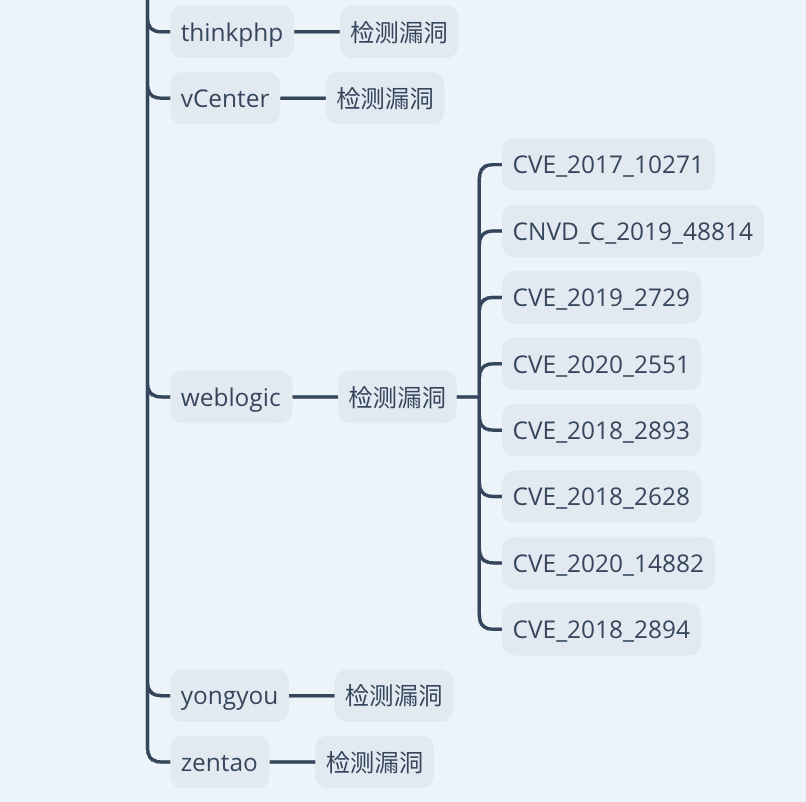 thinkphp 检测漏洞
vCenter 检测漏洞
CVE_2017_10271
CNVD_C_2019_48814
CVE_2019_2729
CVE_2020_2551
weblogic 检测漏洞
CVE_2018_2893
CVE_2018_2628
CVE_2020_14882
CVE_2018_2894
yongyou 检测漏洞
zentao 检测漏洞